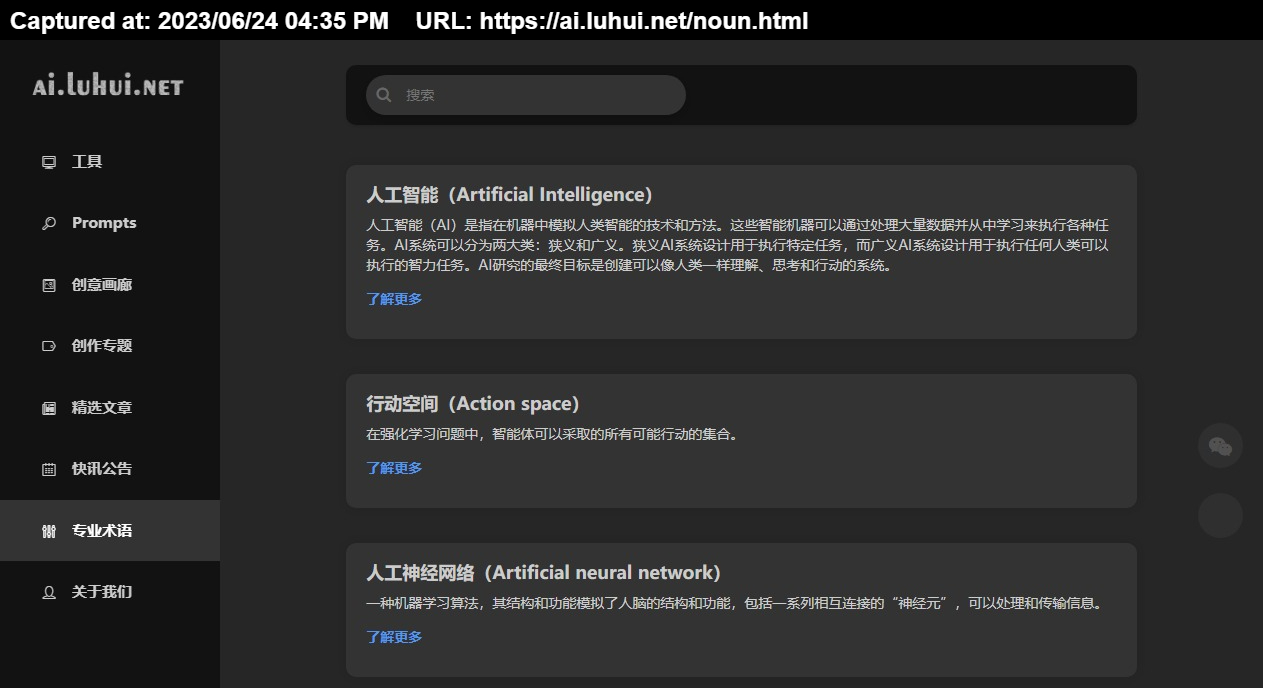 Captured at: 2023/06/24 04:35 PM URL: https://ai.luhui.net/noun.html
ai.luhui.net
工具
Prompts
创意画廊
创作专题
精选文章
快讯公告
专业术语
关于我们
搜索
人工智能（Artificial Intelligence）
人工智能（AI）是指在机器中模拟人类智能的技术和方法。这些智能机器可以通过处理大量数据并从中学习来执行各种任
务。AI系统可以分为两大类：狭义和广义。狭义AI系统设计用于执行特定任务，而广义AI系统设计用于执行任何人类可以
执行的智力任务。AI研究的最终目标是创建可以像人类一样理解、思考和行动的系统。
了解更多
行动空间（Action space）
在强化学习问题中，智能体可以采取的所有可能行动的集合。
了解更多
人工神经网络（Artificial neural network）
一种机器学习算法，其结构和功能模拟了人脑的结构和功能，包括一系列相互连接的“神经元”，可以处理和传输信息。
了解更多